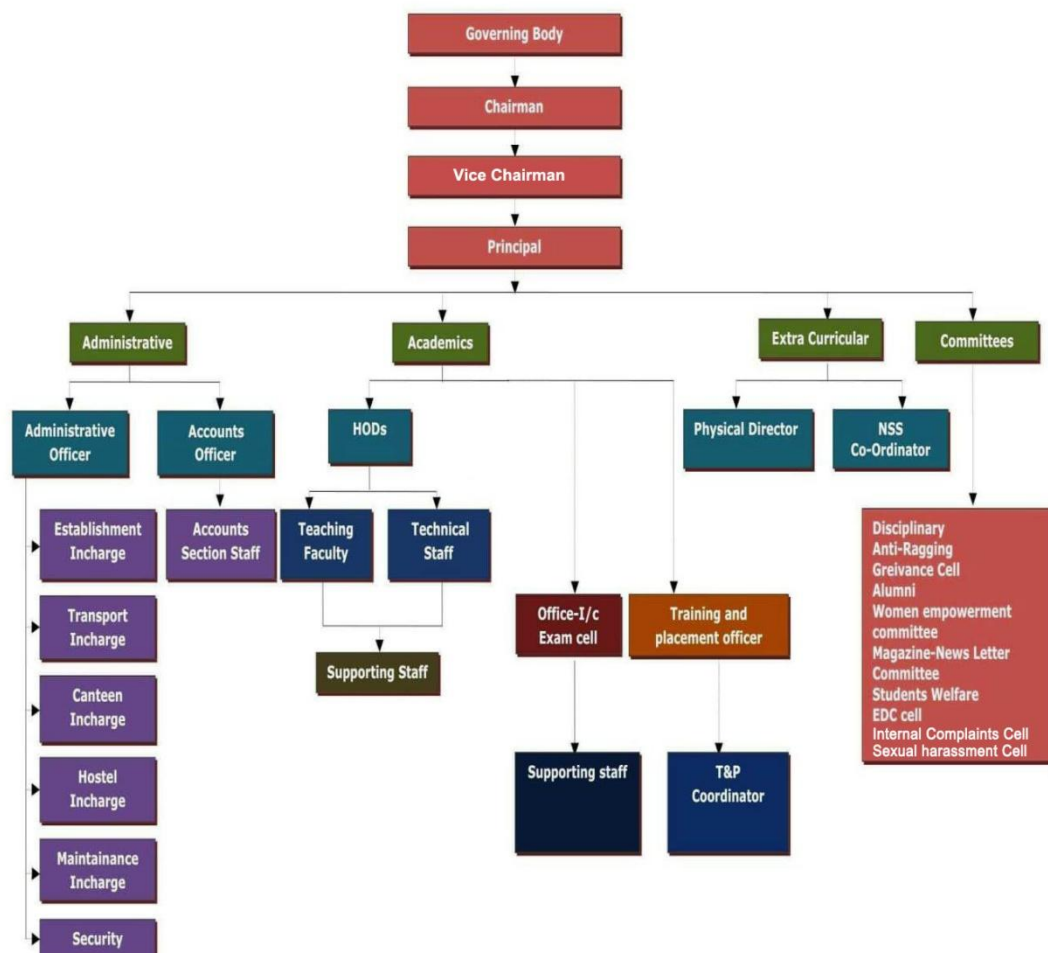 Governing Body
Chairman
Vice Chairman
Principal
Administrative
Academics
Extra Curricular
Committees
Administrative
Officer
Accounts
Officer
HODs
Physical Director
NSS
Co-Ordinator
Establishment
Incharge
Accounts
Section Staff
Teaching
Faculty
Technical
Staff
Disciplinary
Anti-Ragging
Greivance Cell
Alumni
Women empowerment
committee
Magazine-News Letter
Committee
Students Welfare
EDC cell
Internal Complaints Cell
Sexual harassment Cell
Transport
Incharge
Office-I/c
Exam cell
Training and
placement officer
Supporting Staff
Canteen
Incharge
Hostel
Incharge
Supporting staff
T&P
Coordinator
Maintainance
Incharge
Security